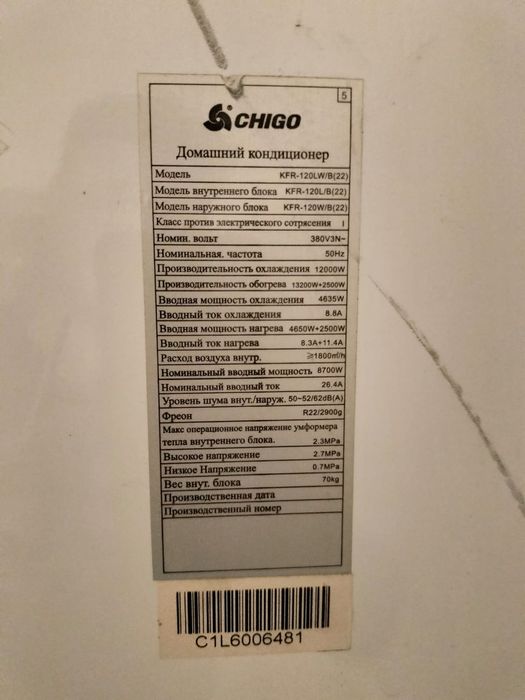 5
CHIGO
Домашний кондиционер
Модель KFR-120LW/B(22)
Модель внутреннего блока KFR-120L/B(22)
Модель наружного блока KFR-120W/B(22)
Класс против электрического сотрясения I
Номин. вольт 380V3N~
Номинальная. частота 50Hz
Производительность охлаждения 12000W
Производительность обогрева 13200W+2500W
Вводная мощность охлаждения 4635W
Вводный ток охлаждения 8.8A
Вводная мощность нагрева 4650W+2500W
Вводный ток нагрева 8.3A+11.4A
Расход воздуха внутр. ≥1800㎥/h
Номинальный вводный мощность 8700W
Номинальный вводный ток 26.4A
Уровень шума внут./наруж. 50~52/62dB(A)
Фреон R22/2900g
Макс операционное напряжение умформера
тепла внутреннего блока. 2.3MPa
Высокое напряжение 2.7MPa
Низкое Напряжение 0.7MPa
Вес внут. блока 70kg
Производственная дата
Производственный номер
C1L6006481